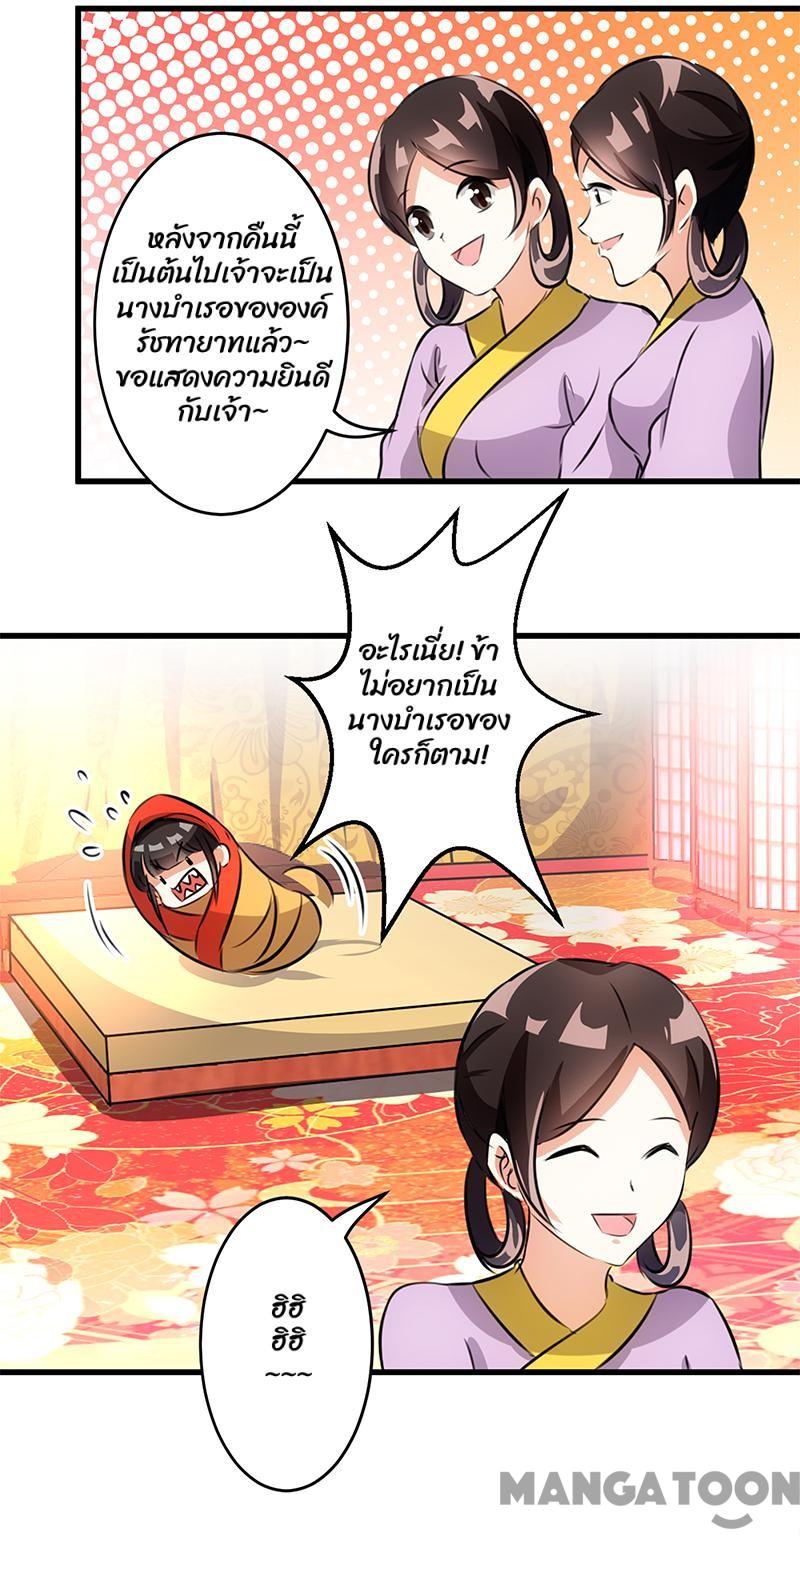 หลังจากคืนนี้
เป็นต้นไปเจ้าจะเป็น
นางบำเรอขององค์
รัชทายาทแล้ว~
ขอแสดงความยินดี
กับเจ้า~
อะไรเนี่ย! ข้า
ไม่อยากเป็น
นางบำเรอของ
ใครก็ตาม!
ฮิฮิ
ฮิฮิ
~~~
MANGATOON